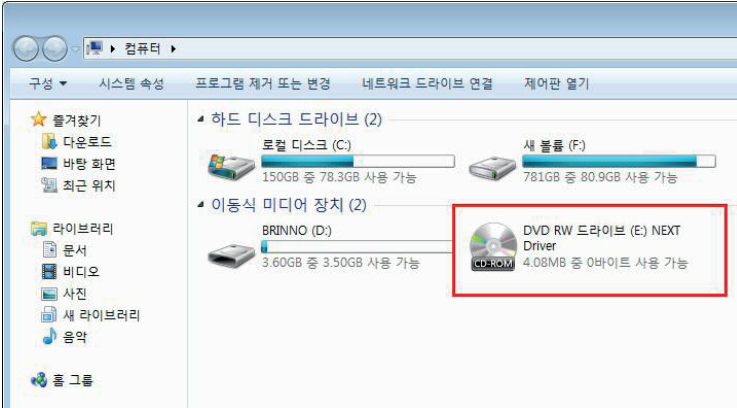 컴퓨터
구성 시스템 속성 프로그램 제거 또는 변경 네트워크 드라이브 연결 제어판 열기
즐겨찾기
다운로드
바탕 화면
최근 위치
라이브러리
문서
비디오
사진
새 라이브러리
음악
홈 그룹
하드 디스크 드라이브 (2)
로컬 디스크 (C:)
150GB 중 78.3GB 사용 가능
새 볼륨 (F:)
781GB 중 80.9GB 사용 가능
이동식 미디어 장치 (2)
BRINNO (D:)
3.60GB 중 3.50GB 사용 가능
CD-ROM
DVD RW 드라이브 (E:) NEXT
Driver
4.08MB 중 0바이트 사용 가능